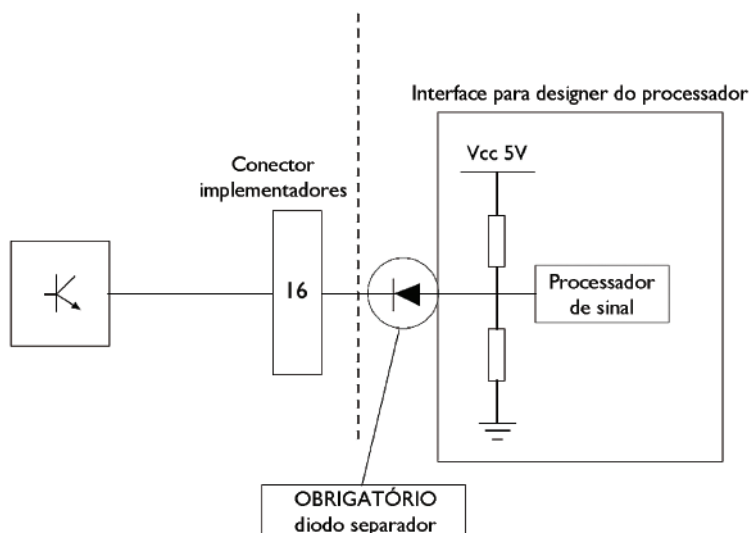 Interface para designer do processador
Vcc 5V
Conector
implementadores
16
Processador
de sinal
OBRIGATÓRIO
diodo separador